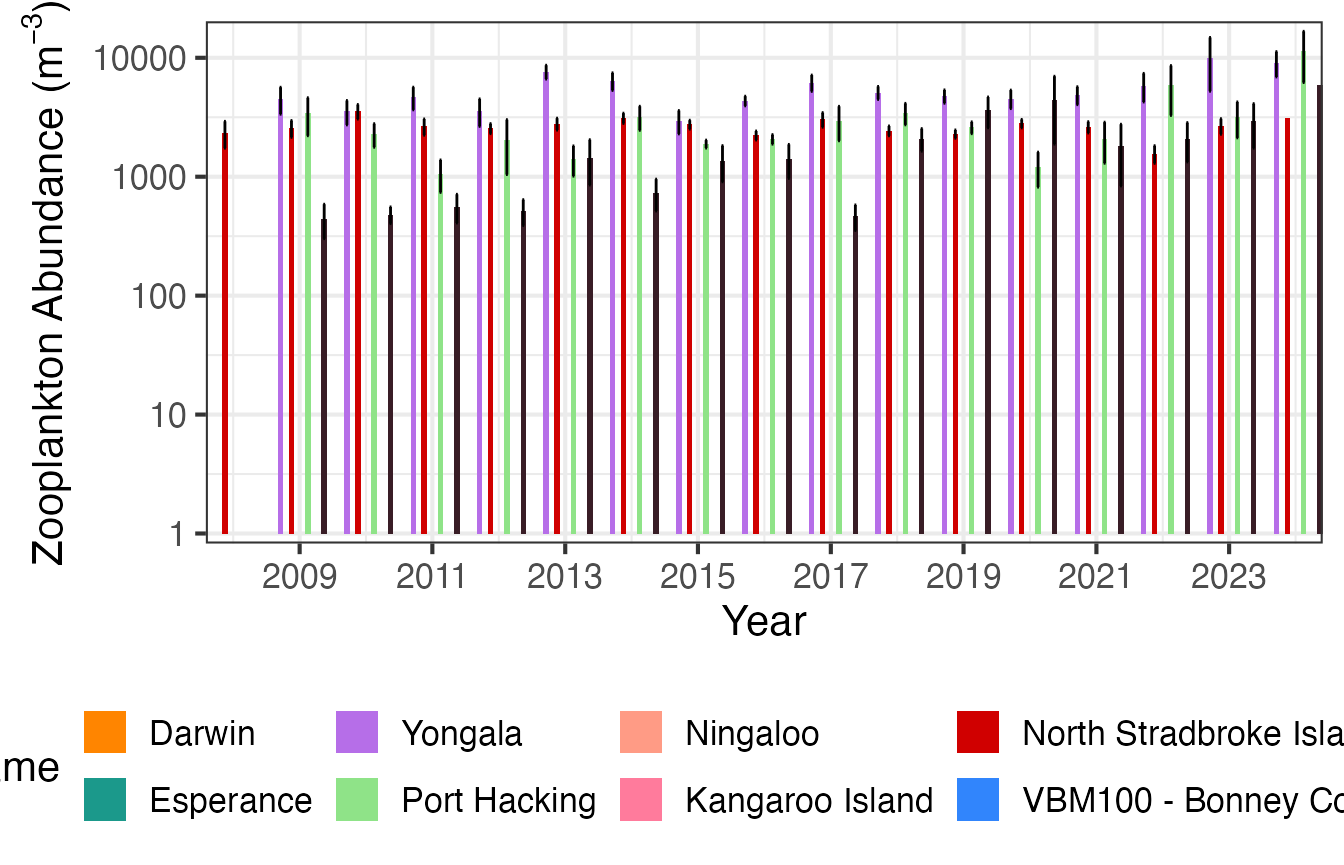 Zooplankton Abundance (m⁻³)
10000
1000
100
10
1
2009 2011 2013 2015 2017 2019 2021 2023
Year
Darwin Yongala Ningaloo North Stradbroke Isla
me
Esperance Port Hacking Kangaroo Island VBM100 - Bonney Co